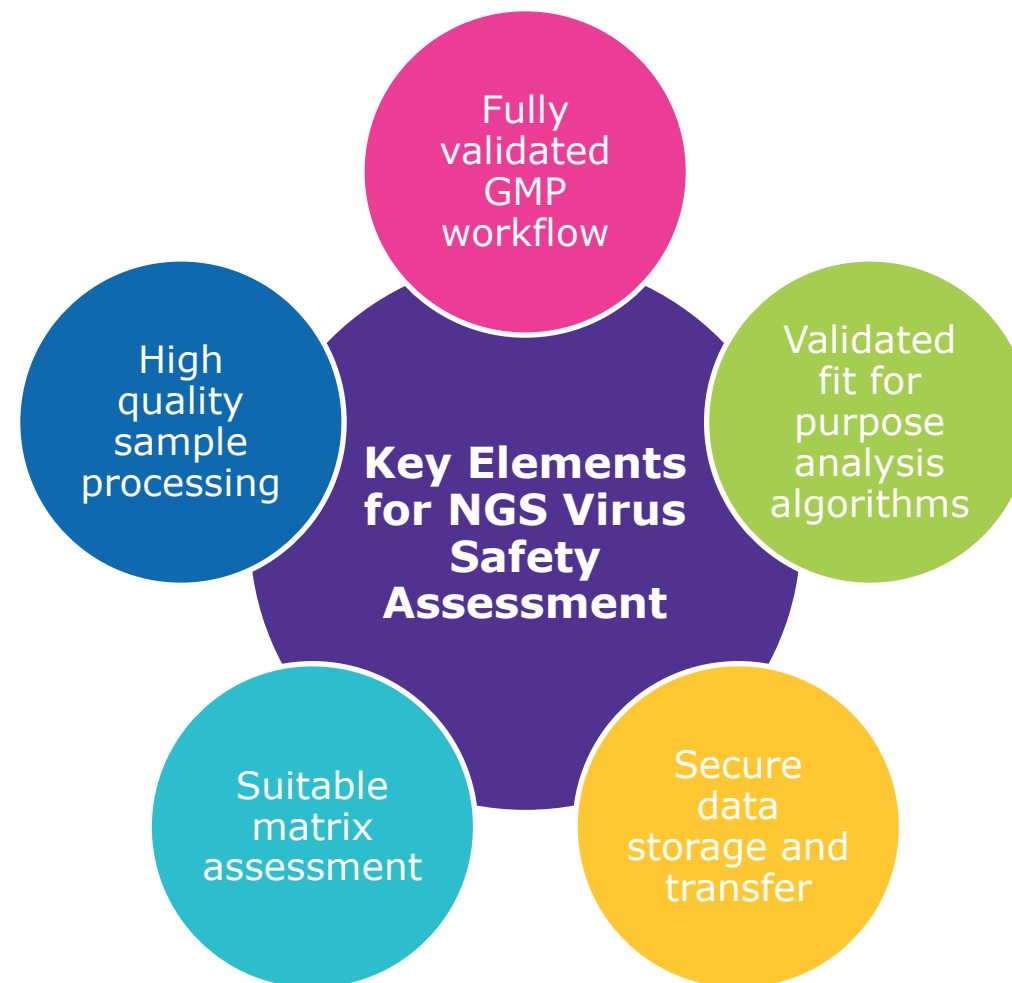 Fully
validated
GMP
workflow
Validated
fit for
purpose
analysis
algorithms
Secure
data
storage and
transfer
Suitable
matrix
assessment
High
quality
sample
processing
Key Elements
for NGS Virus
Safety
Assessment